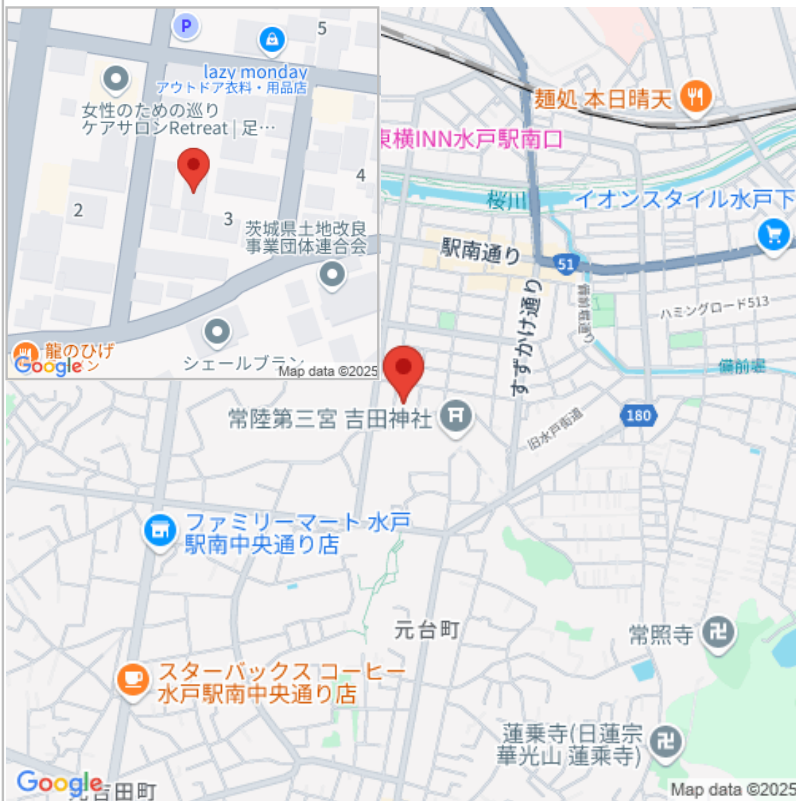 5
P
lazy monday
アウトドア衣料・用品店
女性のための巡り
ケアサロンRetreat | 足…
4
2
3
茨城県土地改良
事業団体連合会
龍のひげ
シェールブラン
Google
Map data ©2025
麺処 本日晴天
東横INN水戸駅南口
桜川
イオンスタイル水戸下
駅南通り
51
すずかけ通り
備前堀通り
ハミングロード513
備前堀
常陸第三宮 吉田神社
180
旧水戸街道
ファミリーマート 水戸
駅南中央通り店
元台町
常照寺
スターバックス コーヒー
水戸駅南中央通り店
蓮乗寺(日蓮宗
華光山 蓮乗寺)
Google
元吉田町
Map data ©2025